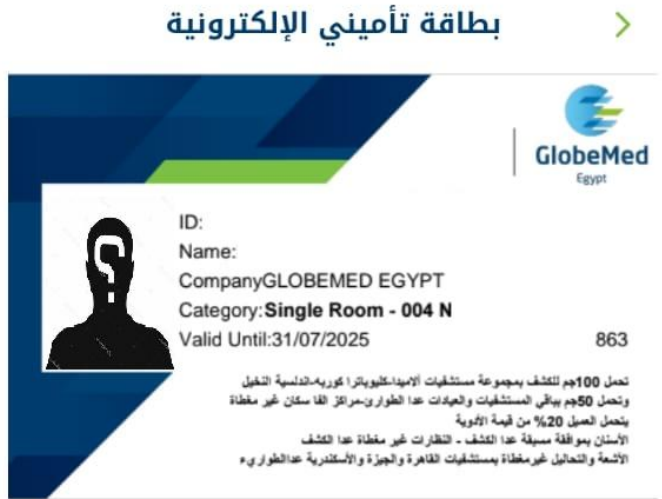 بطاقة تأميني الإلكترونية
GlobeMed
Egypt
ID:
Name:
CompanyGLOBEMED EGYPT
Category:Single Room - 004 N
Valid Until:31/07/2025 863
تحمل 100جم للكشف بمجموعة مستشفيات ألاميدا-كليوباترا كوريه-اندلسية النخيل
وتحمل 50جم بباقي المستشفيات والعيادات عدا الطوارئ-مراكز الفا سكان غير مغطاة
يتحمل العميل 20% من قيمة الأدوية
الأسنان بموافقة مسبقة عدا الكشف - النظارات غير مغطاة عدا الكشف
الأشعة والتحاليل غيرمغطاة بمستشفيات القاهرة والجيزة والأسكندرية عداالطواريء